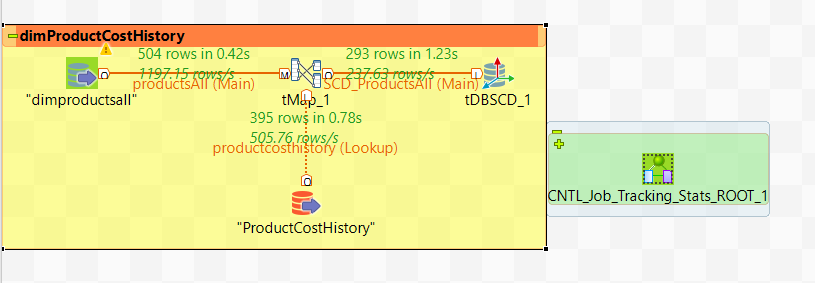 dimProductCostHistory
504 rows in 0.42s
1197.15 rows/s
productsAll (Main)
293 rows in 1.23s
237.63 rows/s
SCD_ProductsAll (Main)
"dimproductsall"
tMap_1
tDBSCD_1
395 rows in 0.78s
505.76 rows/s
productcosthistory (Lookup)
"ProductCostHistory"
CNTL_Job_Tracking_Stats_ROOT_1